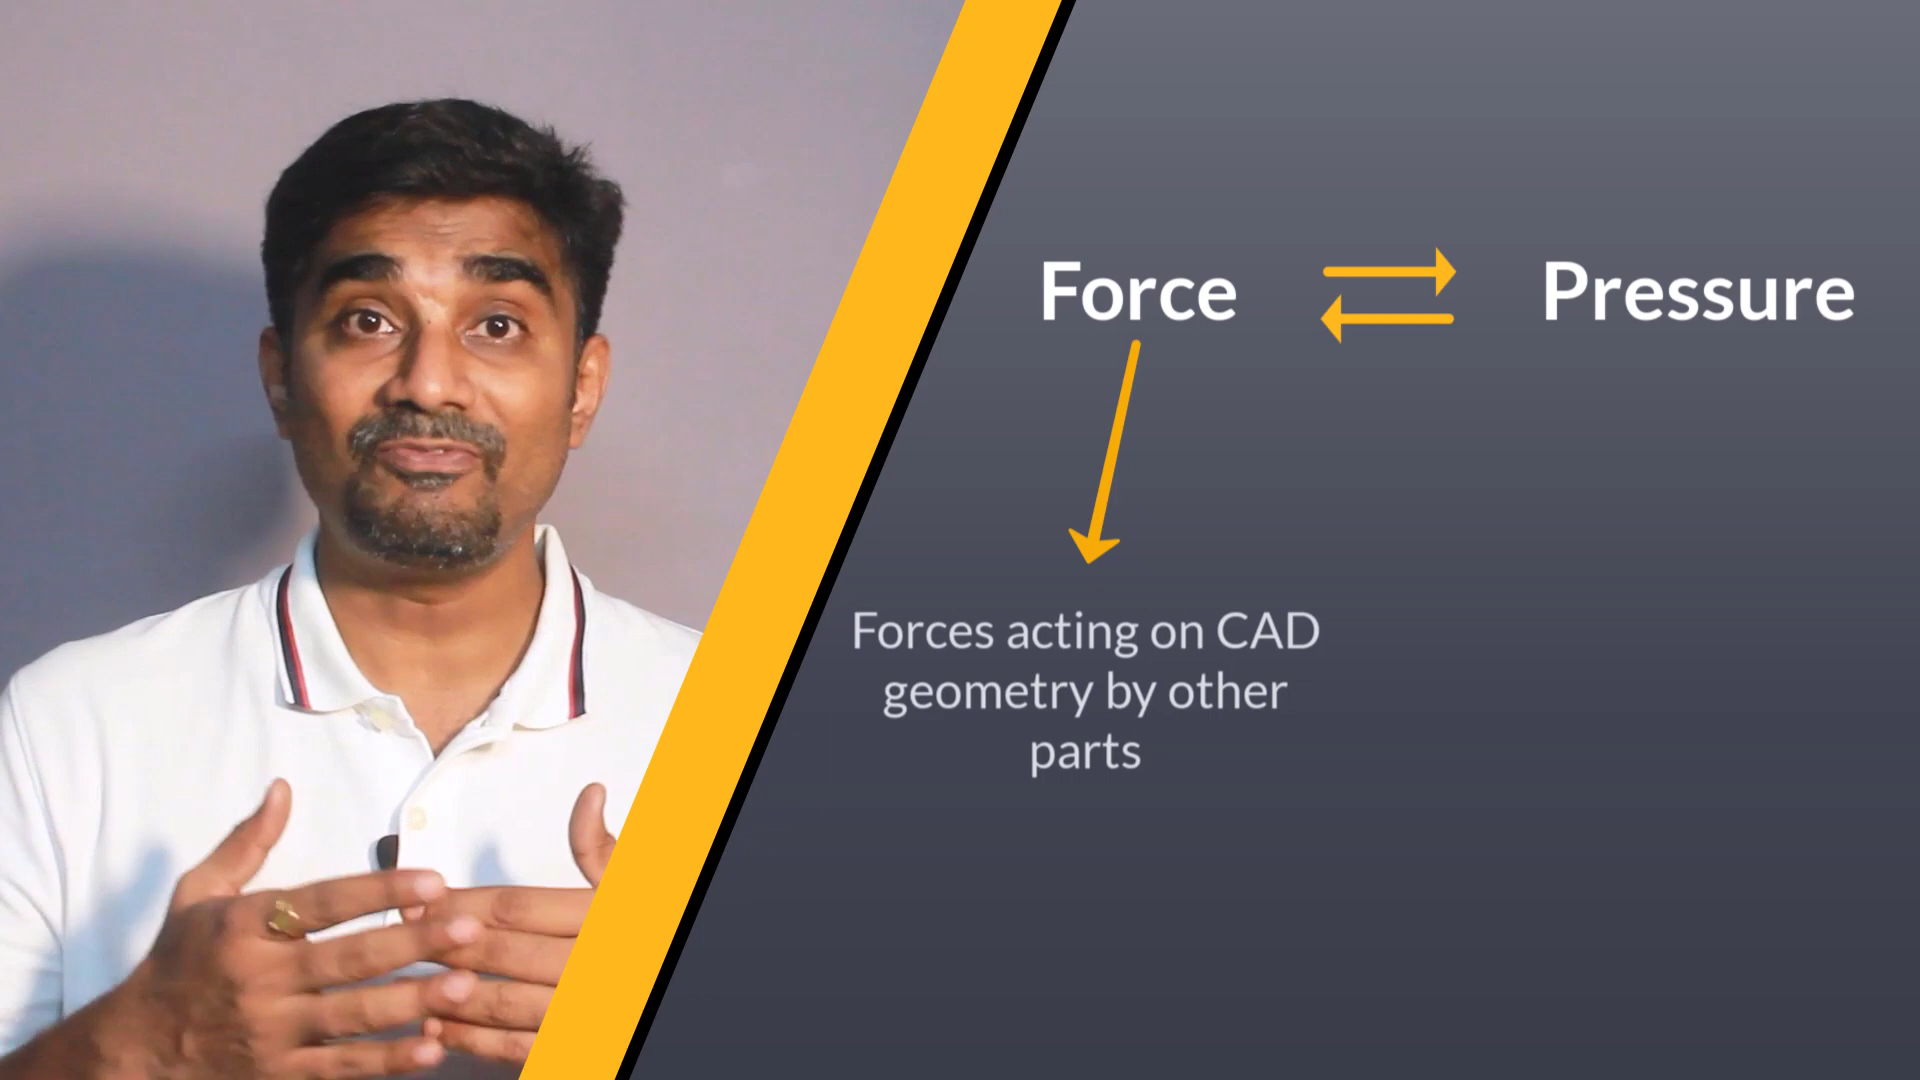 Force
Pressure
Forces acting on CAD
geometry by other
parts